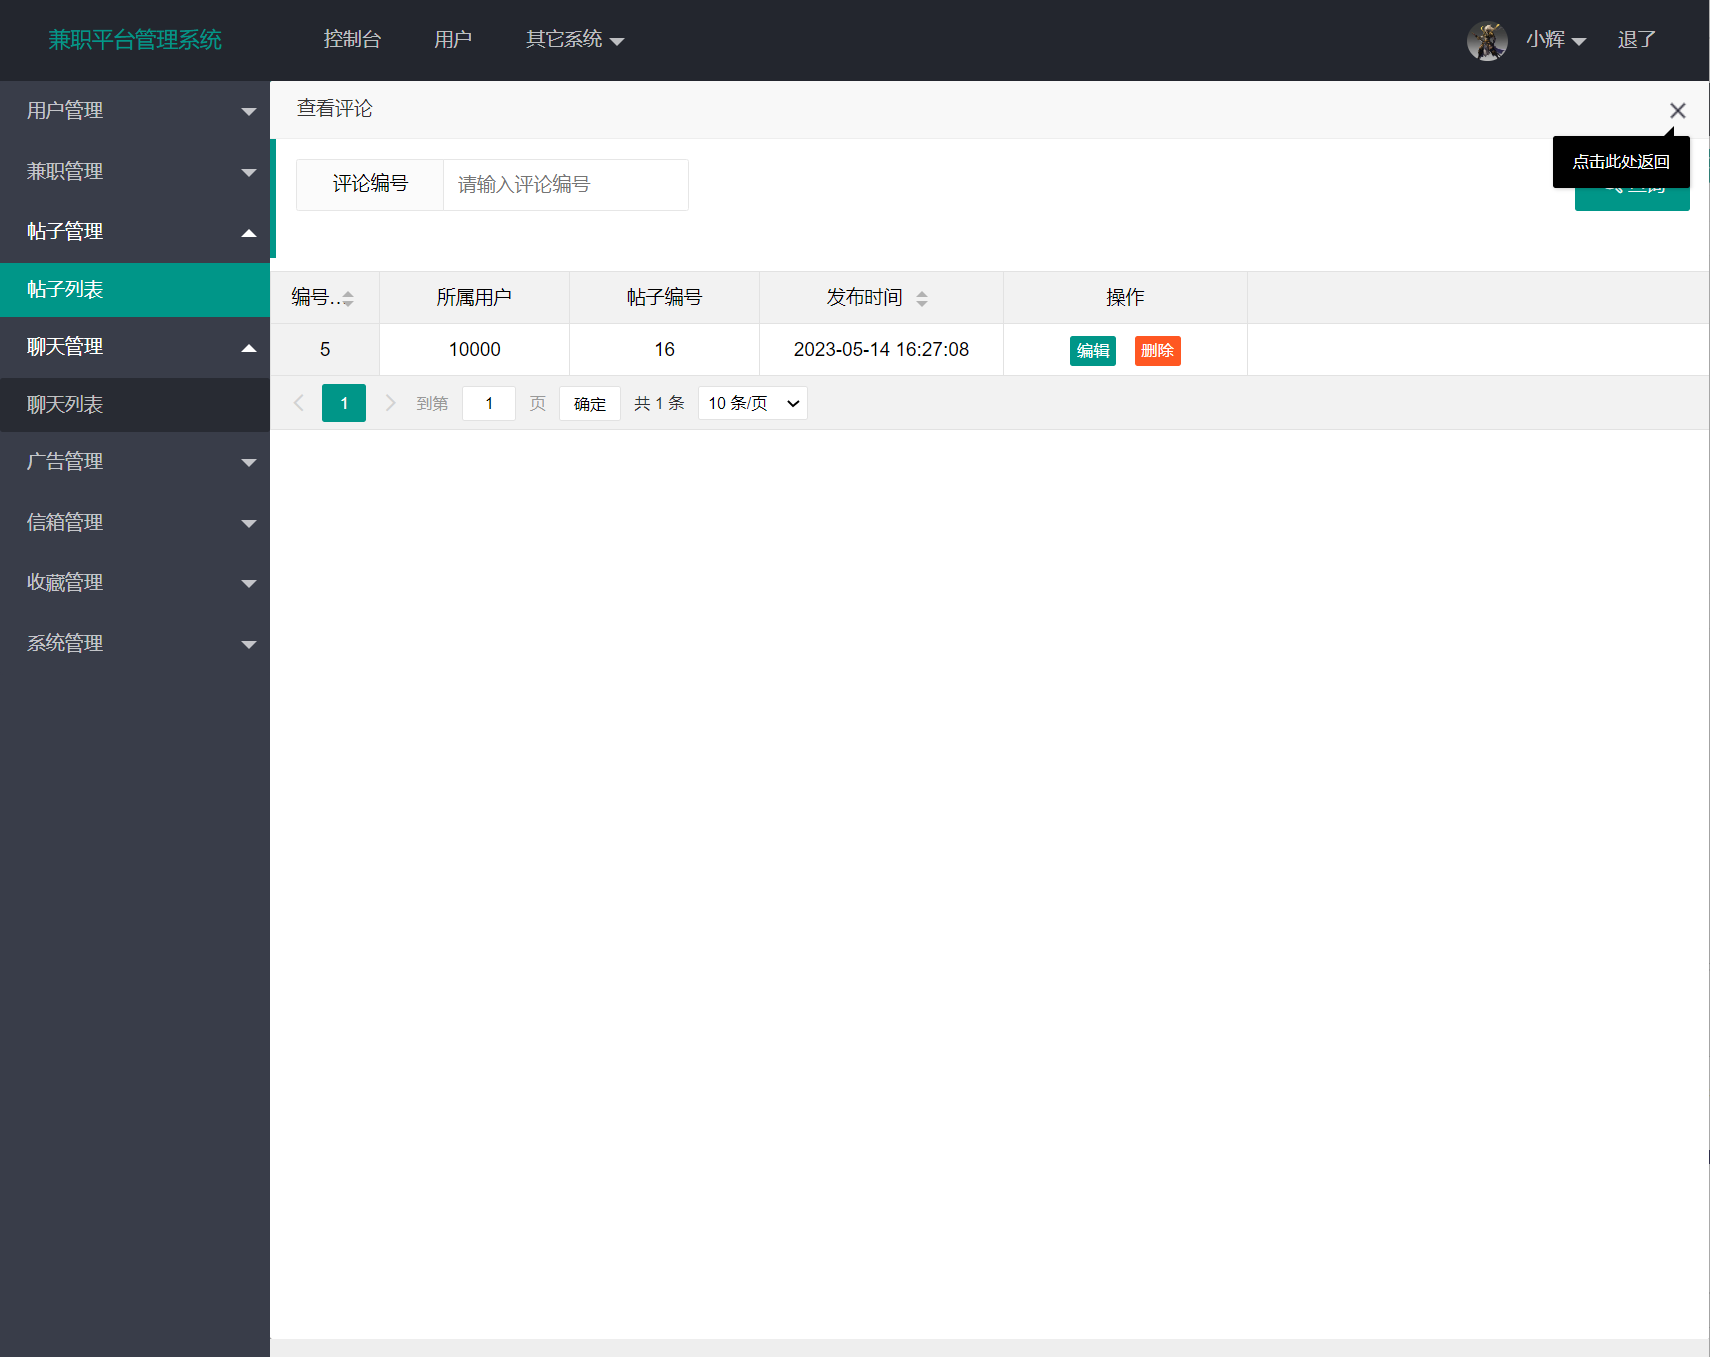 兼职平台管理系统 控制台 用户 其它系统 小辉 退了
用户管理
兼职管理
帖子管理
帖子列表
聊天管理
聊天列表
广告管理
信箱管理
收藏管理
系统管理
查看评论
点击此处返回
评论编号 请输入评论编号
编号... 所属用户 帖子编号 发布时间 操作
5 10000 16 2023-05-14 16:27:08 编辑 删除
1 到第 1 页 确定 共 1 条 10 条/页